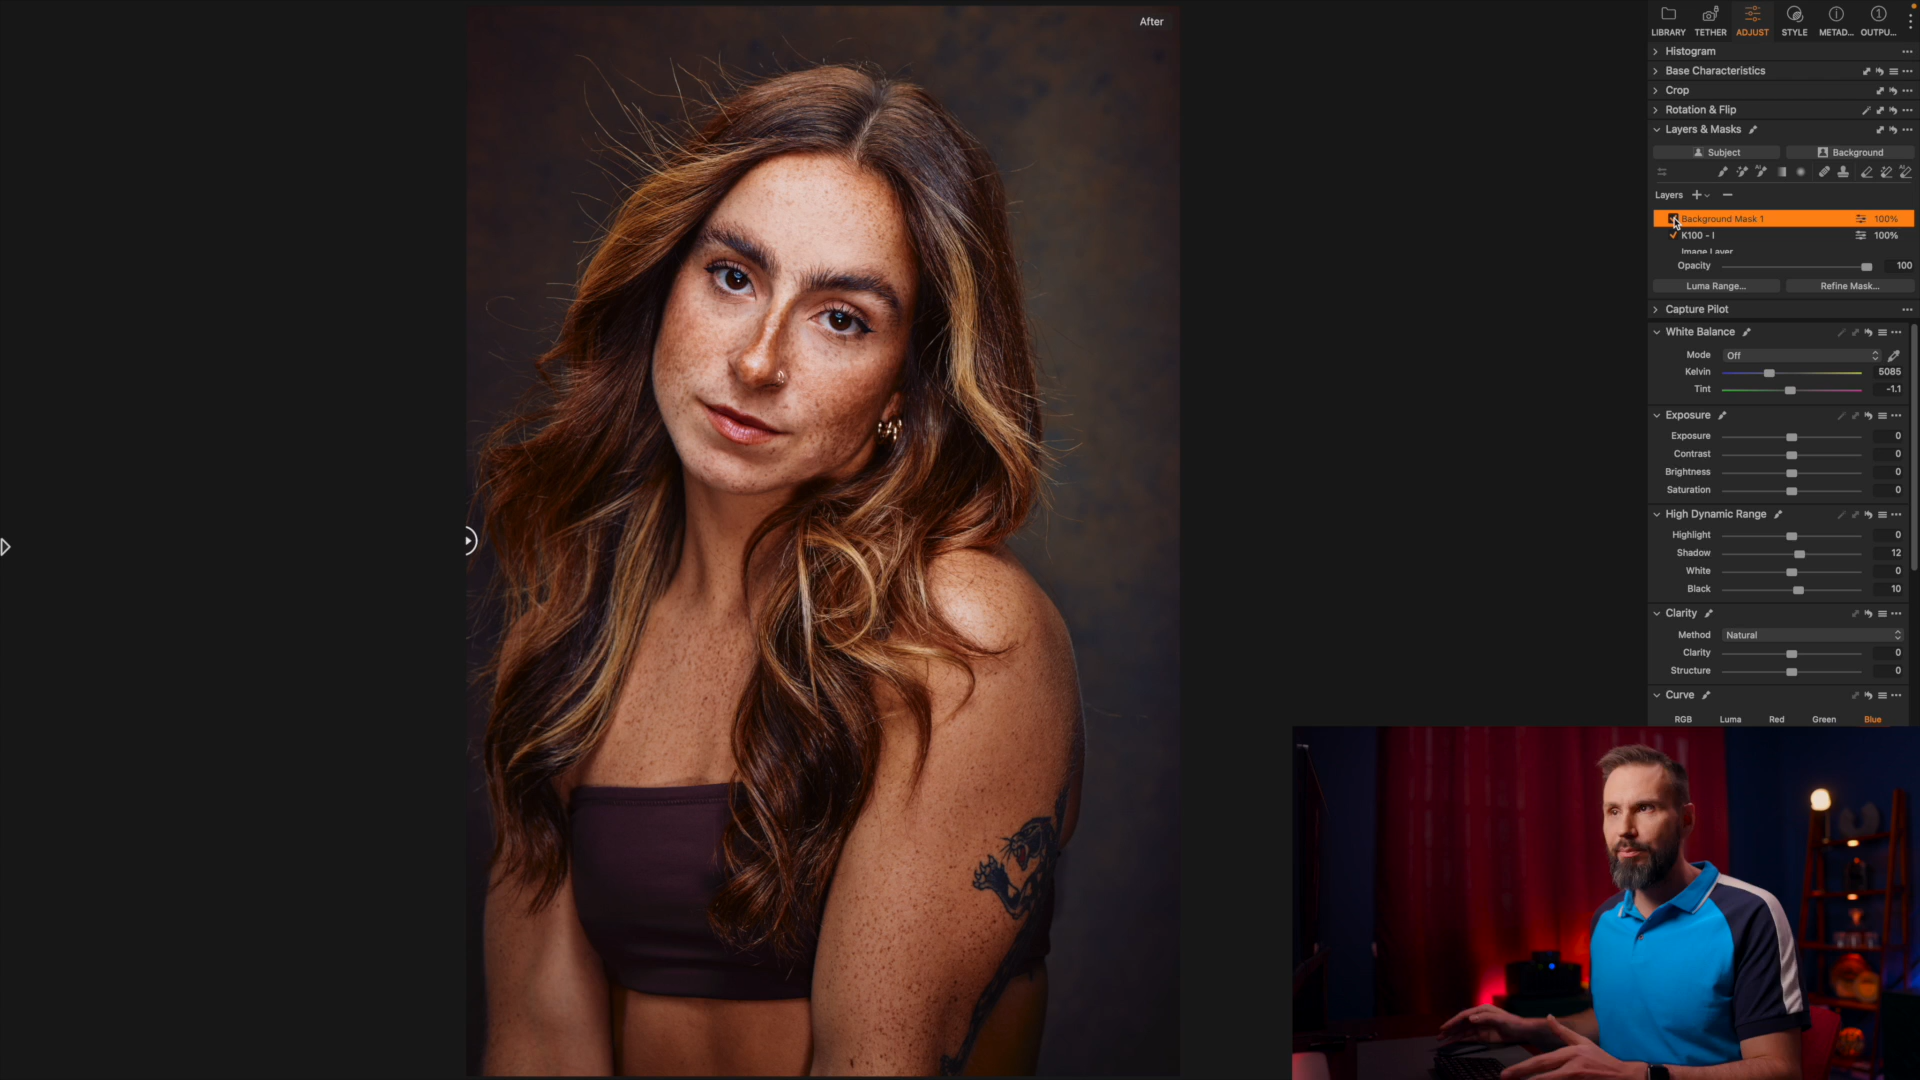 After
LIBRARY TETHER ADJUST STYLE METAD... OUTPU...
Histogram
Base Characteristics
Crop
Rotation & Flip
Layers & Masks
Subject Background
Layers
Background Mask 1 100%
K100 - I 100%
Image Layer
Opacity 100
Luma Range... Refine Mask...
Capture Pilot
White Balance
Mode Off
Kelvin 5085
Tint -1.1
Exposure
Exposure 0
Contrast 0
Brightness 0
Saturation 0
High Dynamic Range
Highlight 0
Shadow 12
White 0
Black 10
Clarity
Method Natural
Clarity 0
Structure 0
Curve
RGB Luma Red Green Blue